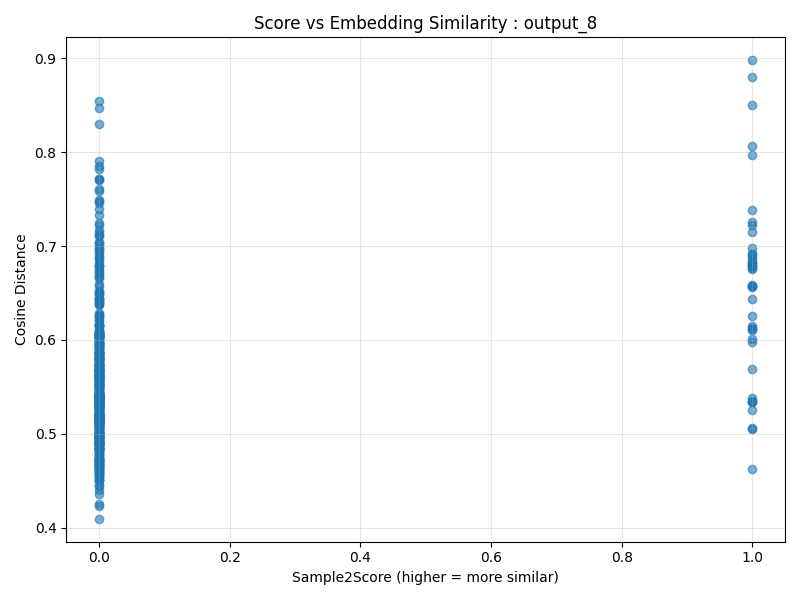 Score vs Embedding Similarity : output_8
Cosine Distance
0.9
0.8
0.7
0.6
0.5
0.4
0.0 0.2 0.4 0.6 0.8 1.0
Sample2Score (higher = more similar)